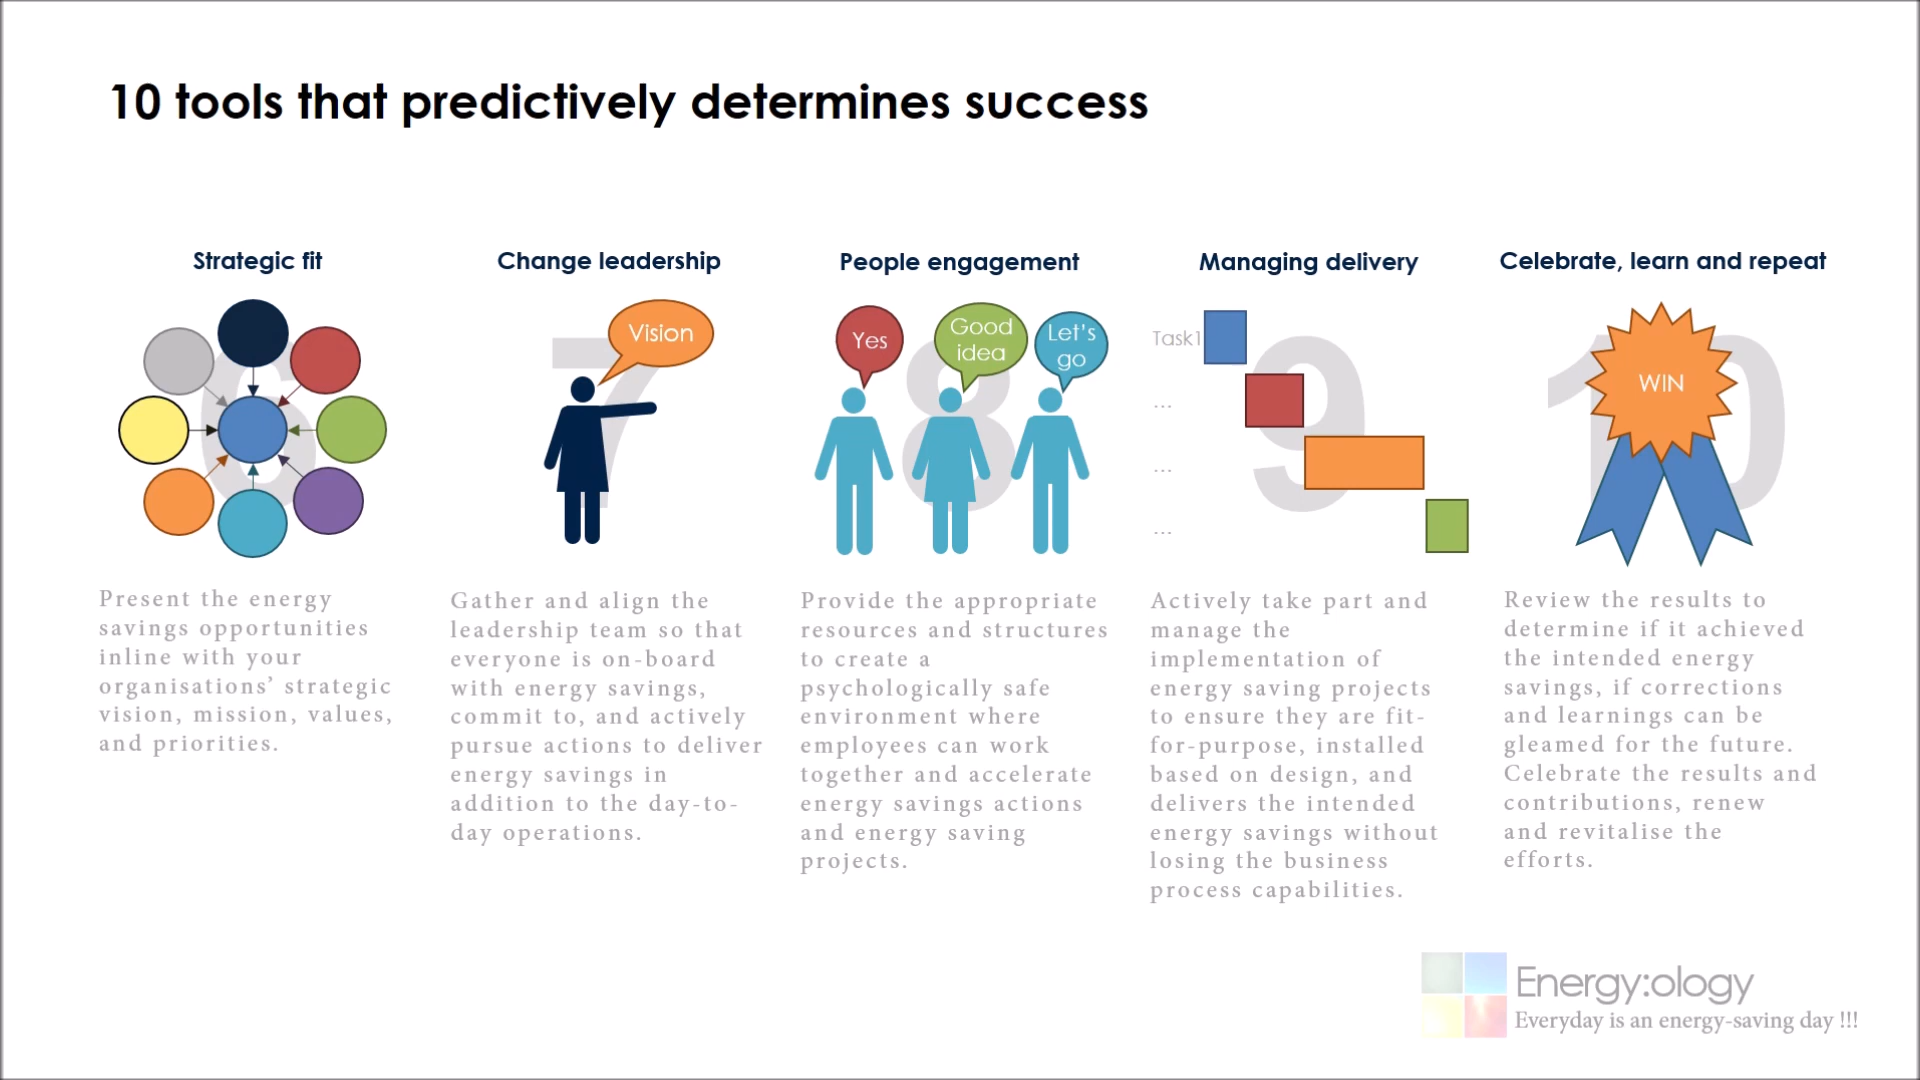 10 tools that predictively determines success
Strategic fit
6
Present the energy
savings opportunities
inline with your
organisations’ strategic
vision, mission, values,
and priorities.
Change leadership
7
Vision
Gather and align the
leadership team so that
everyone is on-board
with energy savings,
commit to, and actively
pursue actions to deliver
energy savings in
addition to the day-to-
day operations.
People engagement
8
Yes
Good
idea
Let’s
go
Provide the appropriate
resources and structures
to create a
psychologically safe
environment where
employees can work
together and accelerate
energy savings actions
and energy saving
projects.
Managing delivery
9
Task1
...
...
...
Actively take part and
manage the
implementation of
energy saving projects
to ensure they are fit-
for-purpose, installed
based on design, and
delivers the intended
energy savings without
losing the business
process capabilities.
Celebrate, learn and repeat
10
WIN
Review the results to
determine if it achieved
the intended energy
savings, if corrections
and learnings can be
gleamed for the future.
Celebrate the results and
contributions, renew
and revitalise the
efforts.
Energy:ology
Everyday is an energy-saving day !!!